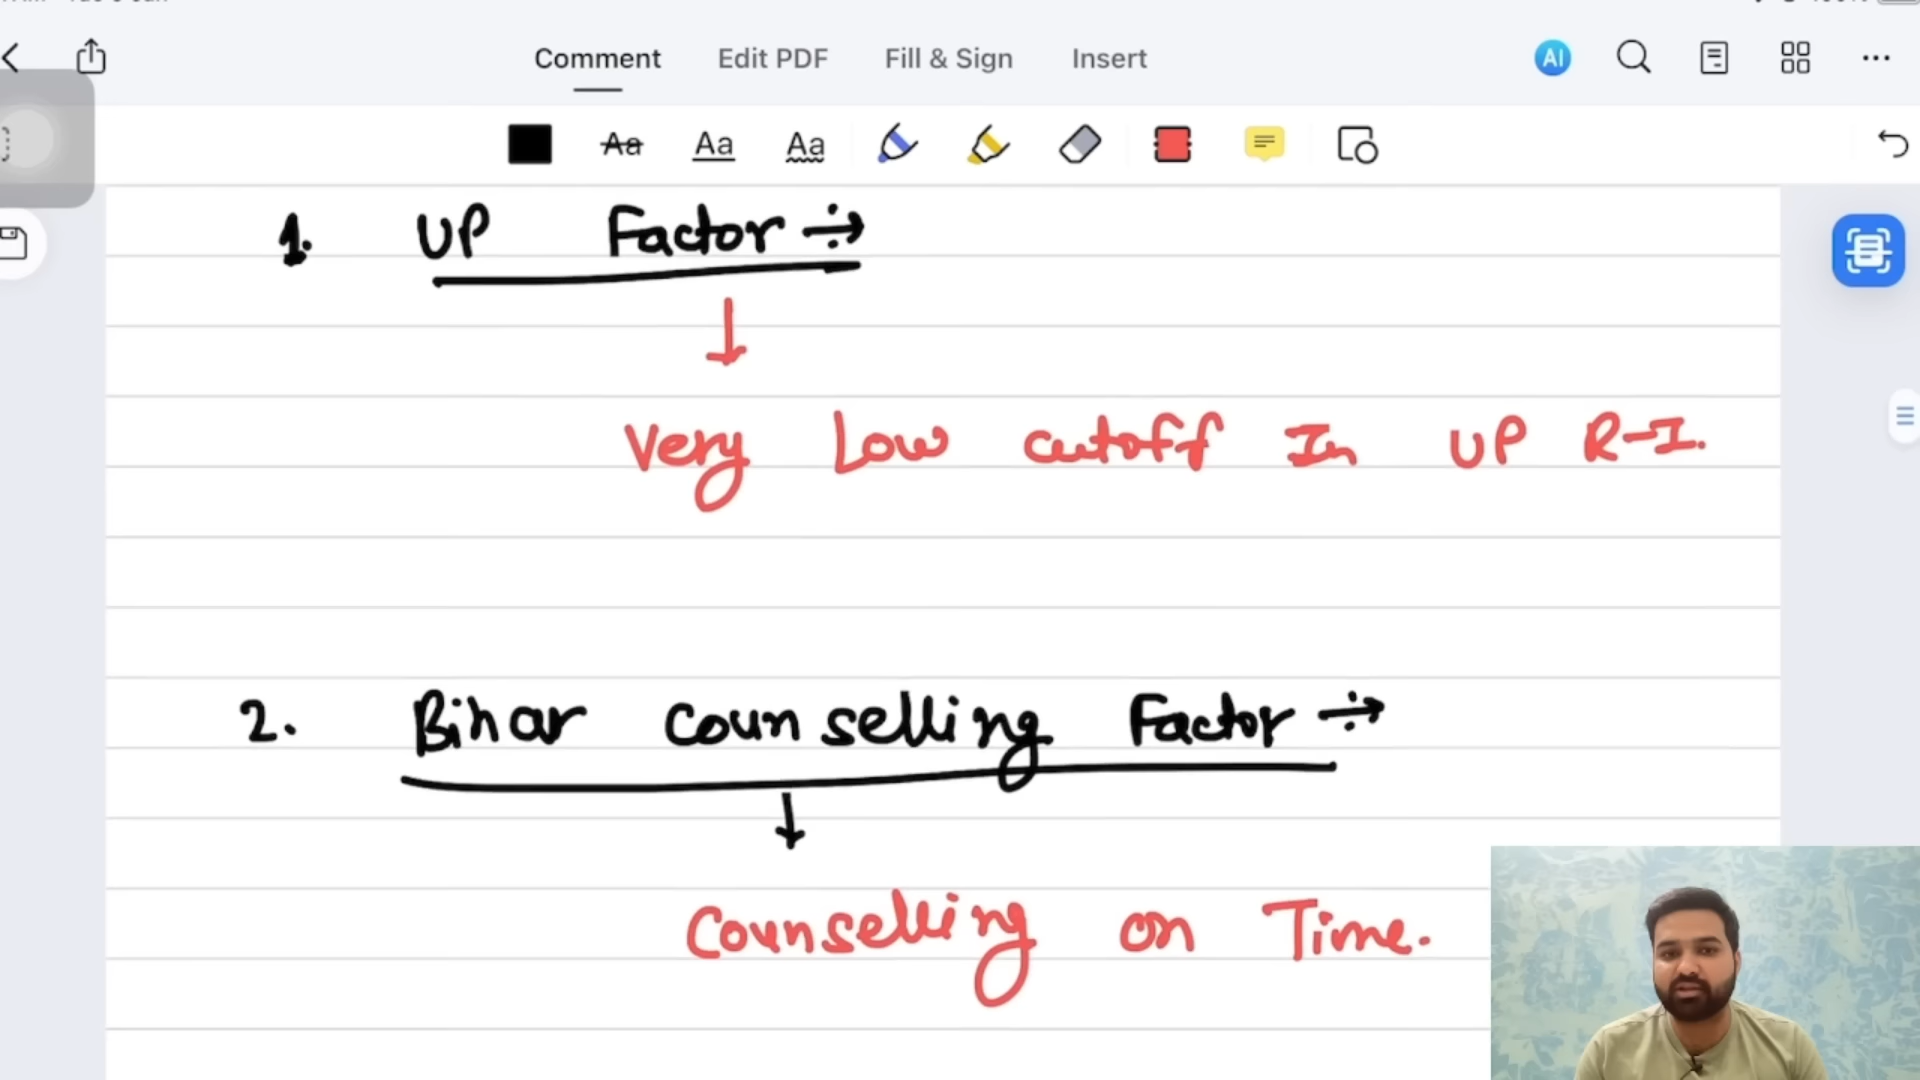 Comment Edit PDF Fill & Sign Insert AI
Aa Aa Aa
1. UP Factor ÷→
↓
Very Low cutoff In UP R-I.
2. Bihar counselling Factor ÷→
↓
Counselling on Time.